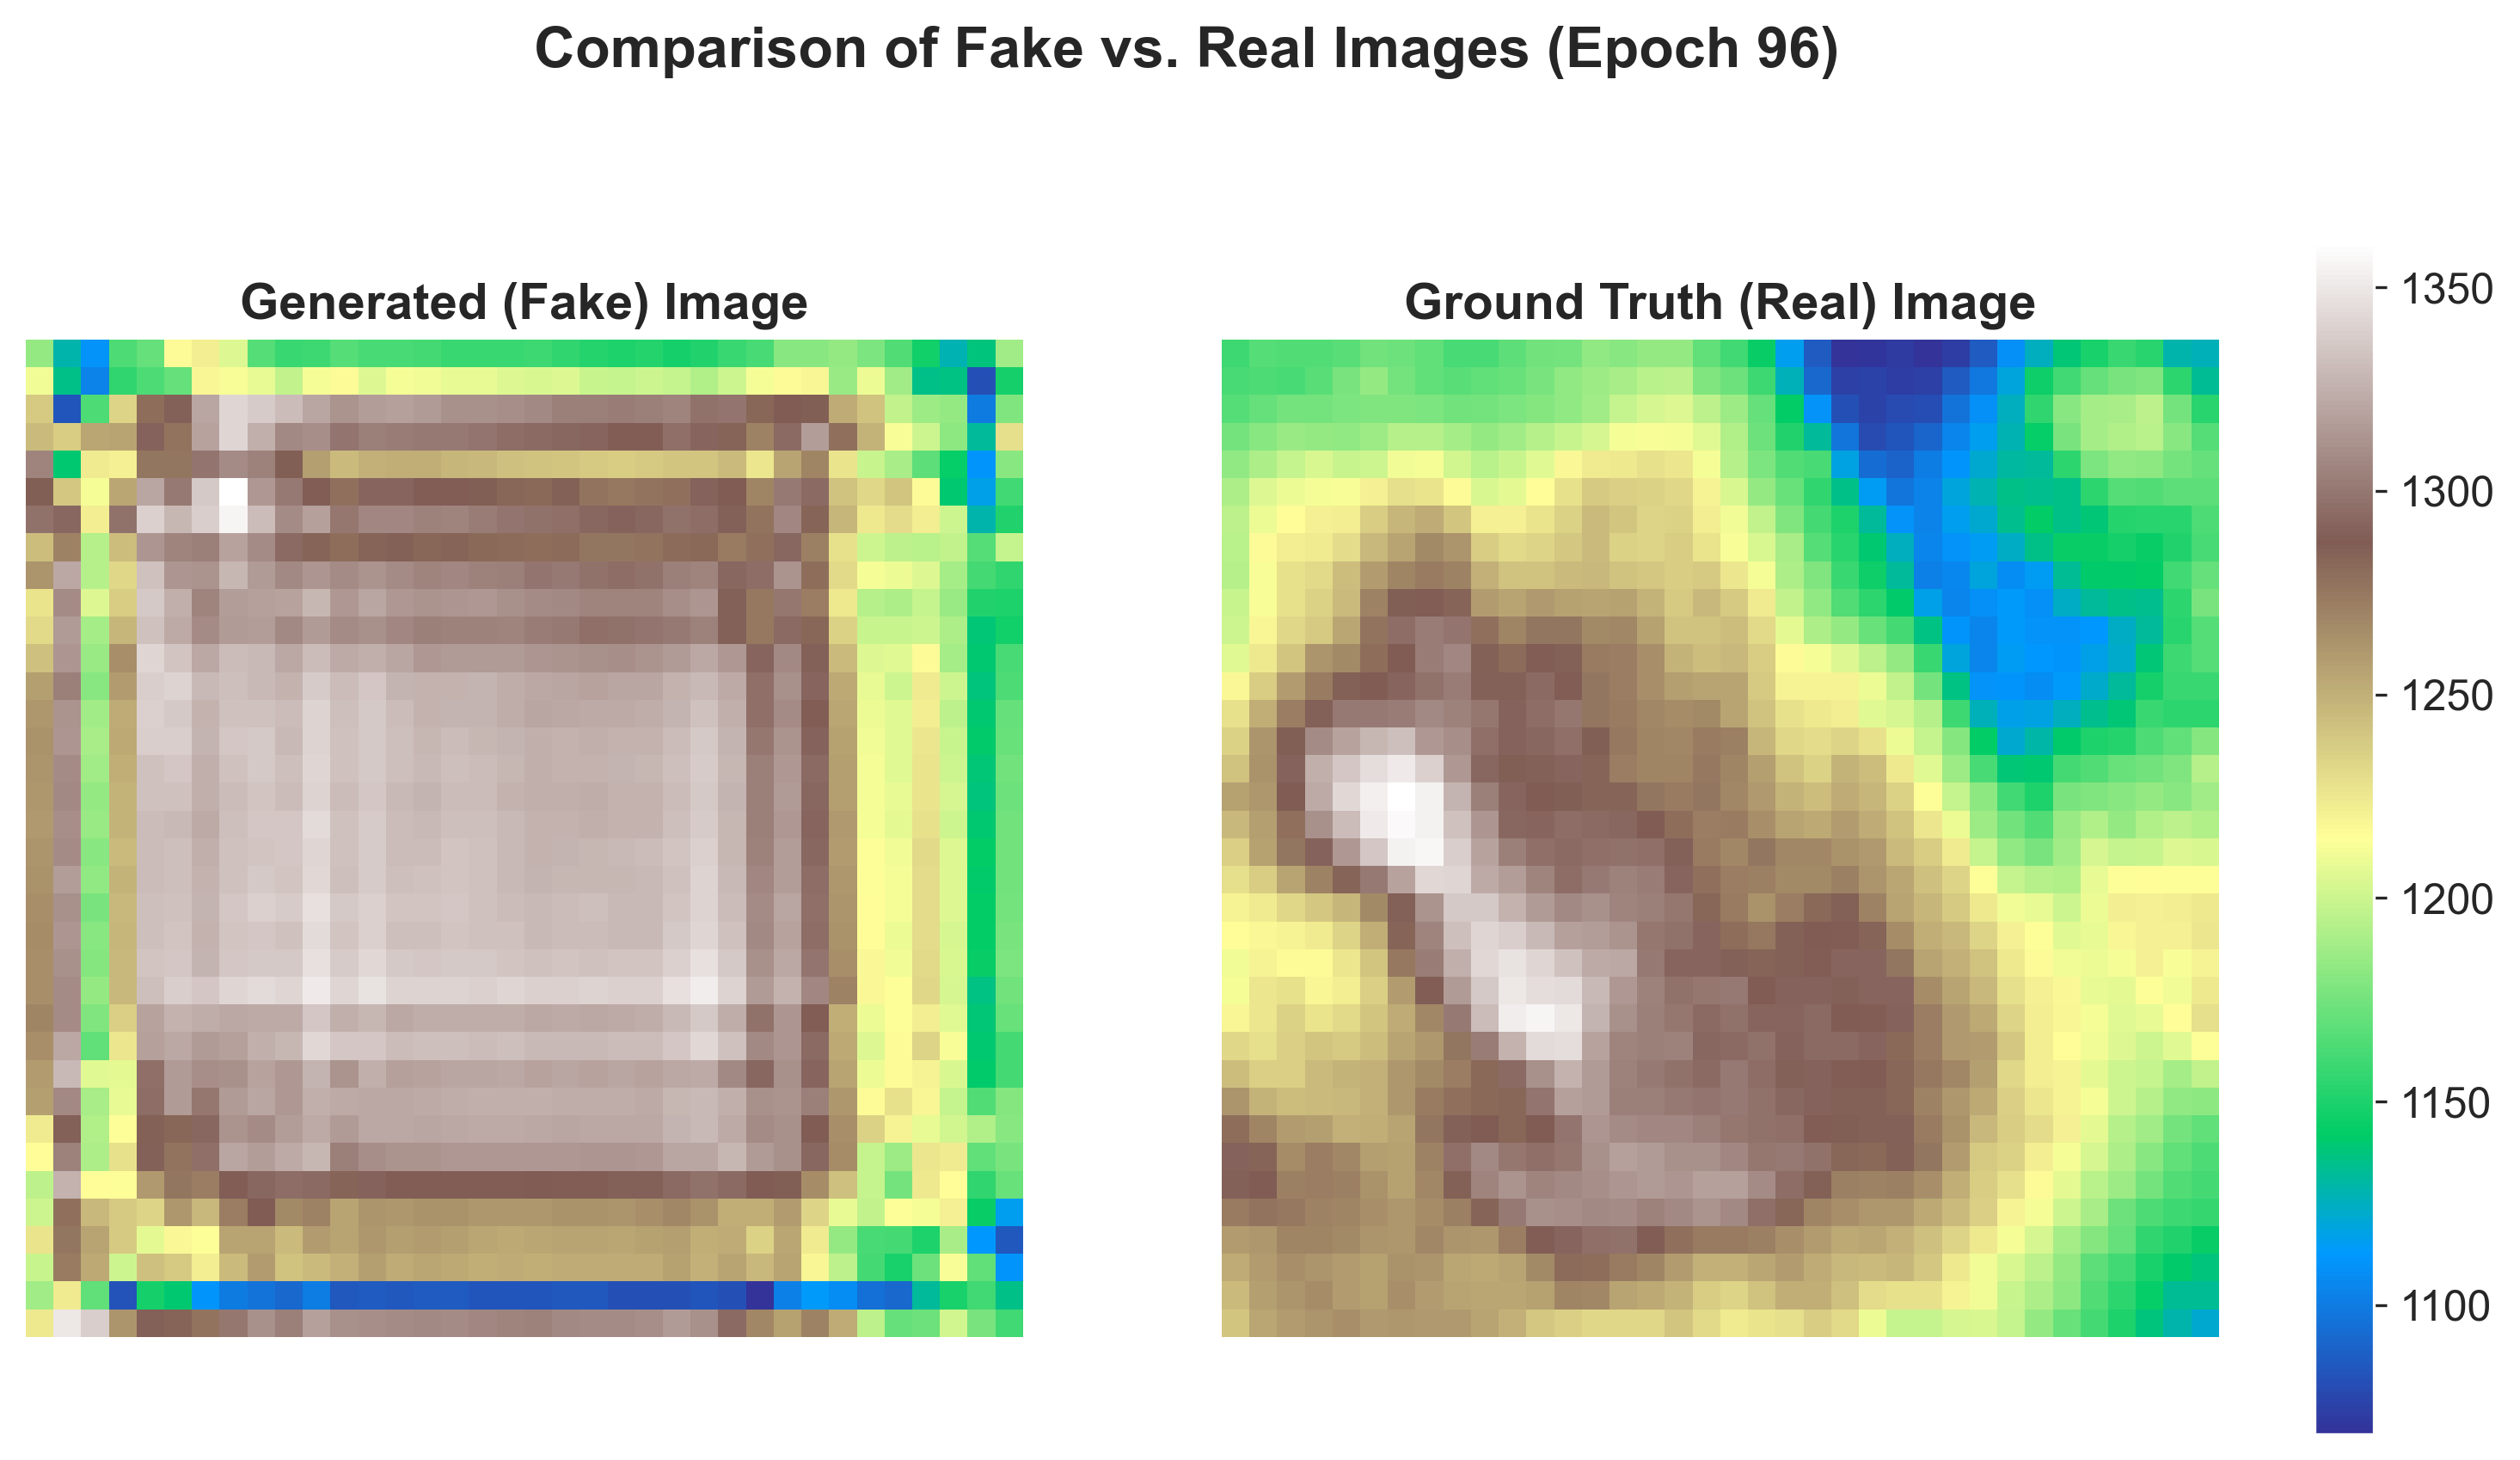 Comparison of Fake vs. Real Images (Epoch 96)
Generated (Fake) Image
Ground Truth (Real) Image
1350
1300
1250
1200
1150
1100